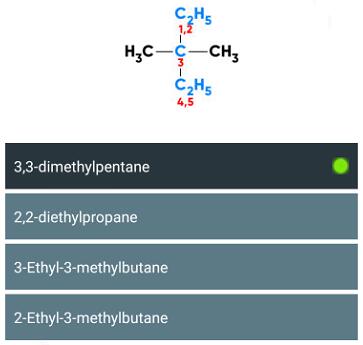 C₂H₅
1,2
H₃C—C—CH₃
3
C₂H₅
4,5
3,3-dimethylpentane
2,2-diethylpropane
3-Ethyl-3-methylbutane
2-Ethyl-3-methylbutane